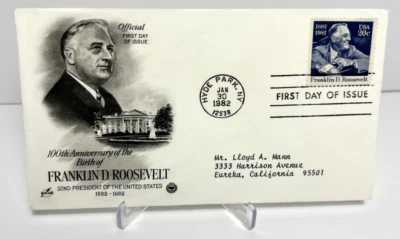 Official
FIRST DAY
OF ISSUE
1882
1982
USA
20c
Franklin D. Roosevelt
HYDE PARK, NY
JAN
30
1982
12538
FIRST DAY OF ISSUE
100th Anniversary of the
Birth of
FRANKLIN D. ROOSEVELT
32ND PRESIDENT OF THE UNITED STATES
1882-1982
Mr. Lloyd A. Mann
3333 Harrison Avenue
Eureka, California 95501